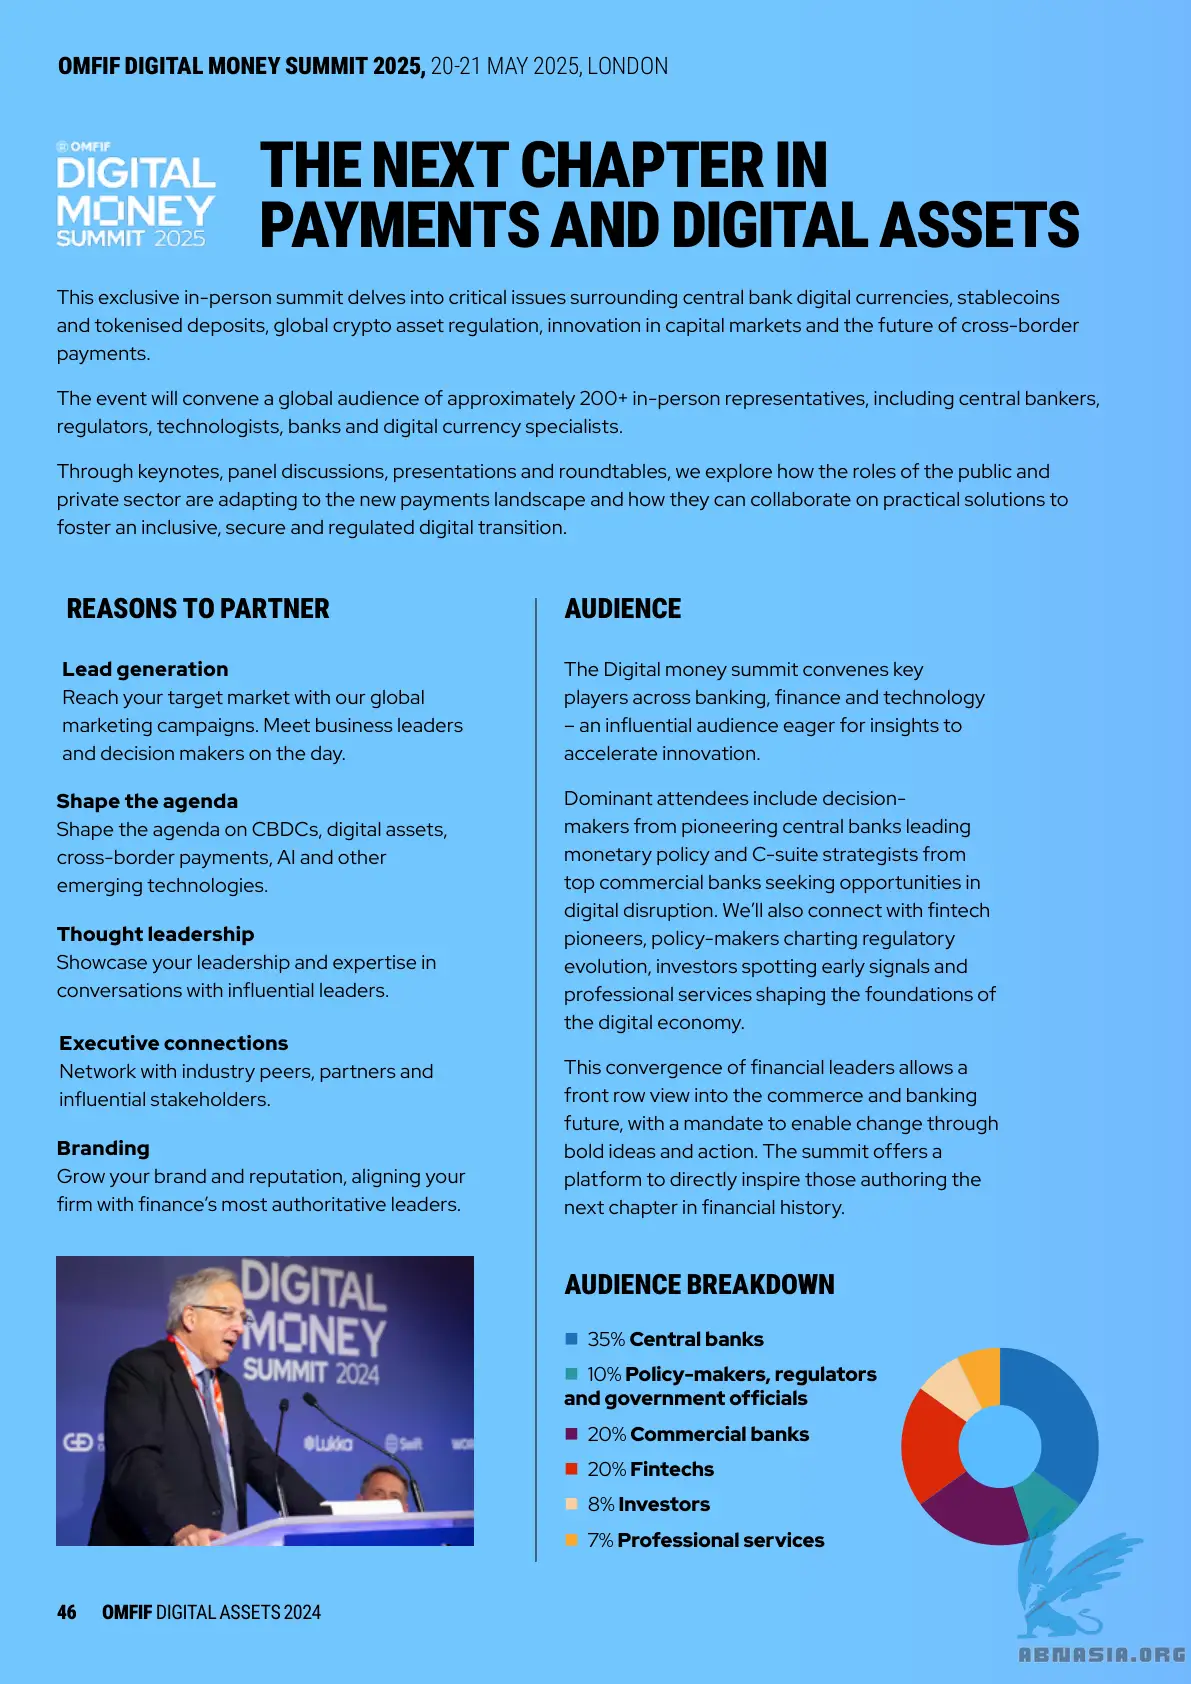 OMFIF DIGITAL MONEY SUMMIT 2025, 20-21 MAY 2025, LONDON
OMFIF
DIGITAL
MONEY
SUMMIT 2025
THE NEXT CHAPTER IN
PAYMENTS AND DIGITAL ASSETS
This exclusive in-person summit delves into critical issues surrounding central bank digital currencies, stablecoins
and tokenised deposits, global crypto asset regulation, innovation in capital markets and the future of cross-border
payments.
The event will convene a global audience of approximately 200+ in-person representatives, including central bankers,
regulators, technologists, banks and digital currency specialists.
Through keynotes, panel discussions, presentations and roundtables, we explore how the roles of the public and
private sector are adapting to the new payments landscape and how they can collaborate on practical solutions to
foster an inclusive, secure and regulated digital transition.
REASONS TO PARTNER
Lead generation
Reach your target market with our global
marketing campaigns. Meet business leaders
and decision makers on the day.
Shape the agenda
Shape the agenda on CBDCs, digital assets,
cross-border payments, AI and other
emerging technologies.
Thought leadership
Showcase your leadership and expertise in
conversations with influential leaders.
Executive connections
Network with industry peers, partners and
influential stakeholders.
Branding
Grow your brand and reputation, aligning your
firm with finance's most authoritative leaders.
DIGITAL
MONEY
SUMMIT 2024
Lukka
Swift
AUDIENCE
The Digital money summit convenes key
players across banking, finance and technology
– an influential audience eager for insights to
accelerate innovation.
Dominant attendees include decision-
makers from pioneering central banks leading
monetary policy and C-suite strategists from
top commercial banks seeking opportunities in
digital disruption. We'll also connect with fintech
pioneers, policy-makers charting regulatory
evolution, investors spotting early signals and
professional services shaping the foundations of
the digital economy.
This convergence of financial leaders allows a
front row view into the commerce and banking
future, with a mandate to enable change through
bold ideas and action. The summit offers a
platform to directly inspire those authoring the
next chapter in financial history.
AUDIENCE BREAKDOWN
35% Central banks
10% Policy-makers, regulators
and government officials
20% Commercial banks
20% Fintechs
8% Investors
7% Professional services
46 OMFIF DIGITAL ASSETS 2024
ABNASIA.ORG